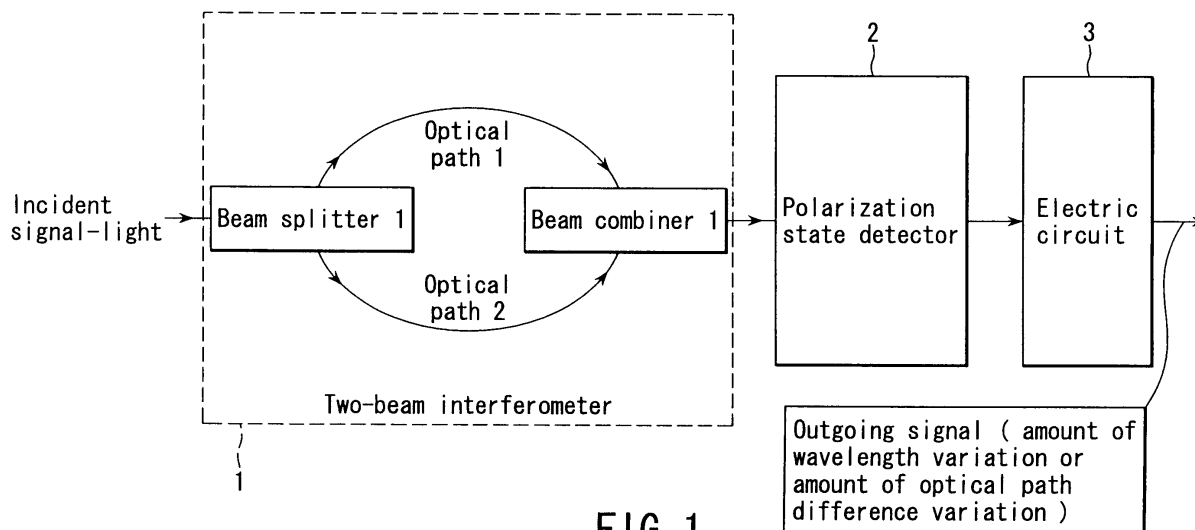 2
3
Optical
path 1
Incident
signal-light
Beam splitter 1
Beam combiner 1
Polarization
state detector
Electric
circuit
Optical
path 2
Two-beam interferometer
1
Outgoing signal ( amount of
wavelength variation or
amount of optical path
difference variation )
FIG. 1